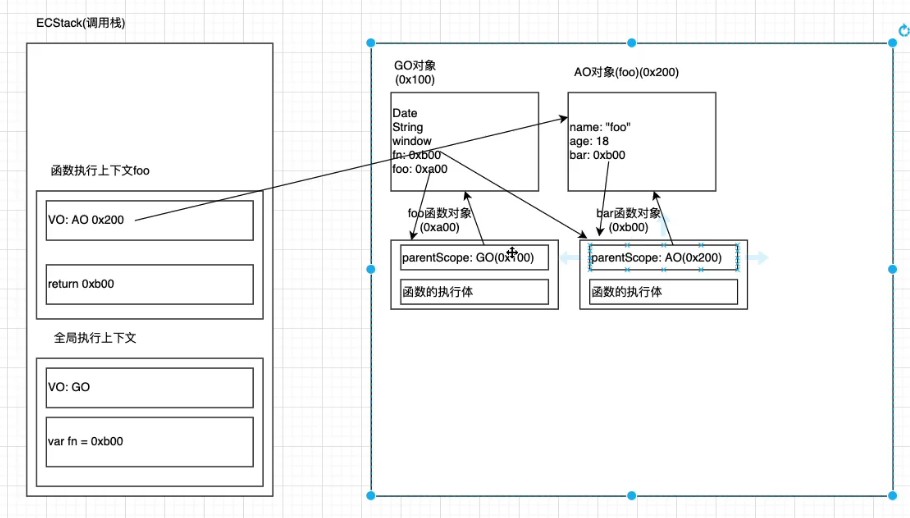 ECStack(调用栈)
函数执行上下文foo
VO: AO 0x200
return 0xb00
全局执行上下文
VO: GO
var fn = 0xb00
GO对象
(0x100)
Date
String
window
fn: 0xb00
foo: 0xa00
AO对象(foo)(0x200)
name: "foo"
age: 18
bar: 0xb00
foo函数对象
(0xa00)
parentScope: GO(0x100)
函数的执行体
bar函数对象
(0xb00)
parentScope: AO(0x200)
函数的执行体